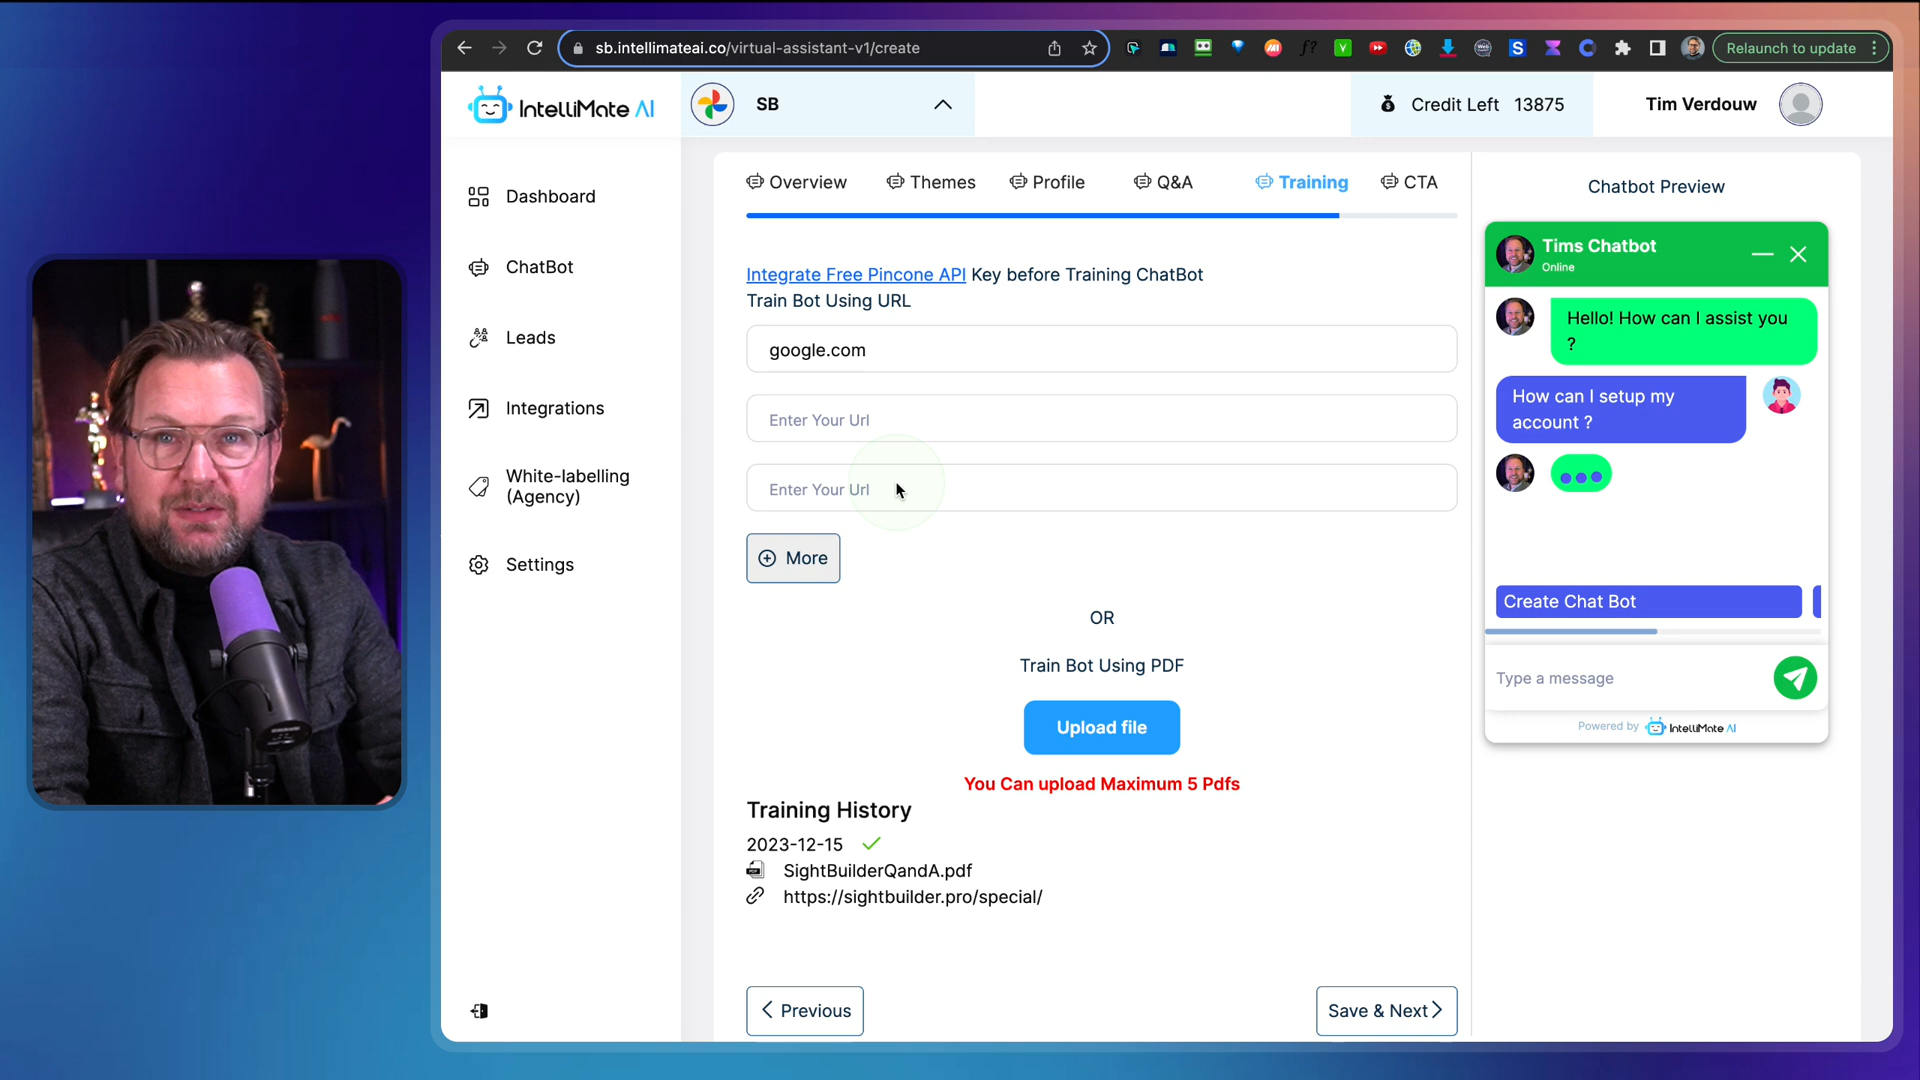 sb.intellimateai.co/virtual-assistant-v1/create
Relaunch to update
IntelliMate AI
SB
Credit Left 13875
Tim Verdouw
Dashboard
ChatBot
Leads
Integrations
White-labelling
(Agency)
Settings
Overview
Themes
Profile
Q&A
Training
CTA
Integrate Free Pincone API Key before Training ChatBot
Train Bot Using URL
google.com
Enter Your Url
Enter Your Url
More
OR
Train Bot Using PDF
Upload file
You Can upload Maximum 5 Pdfs
Training History
2023-12-15
SightBuilderQandA.pdf
https://sightbuilder.pro/special/
Previous
Save & Next
Chatbot Preview
Tims Chatbot
Online
Hello! How can I assist you
?
How can I setup my
account ?
Create Chat Bot
Type a message
Powered by IntelliMate AI